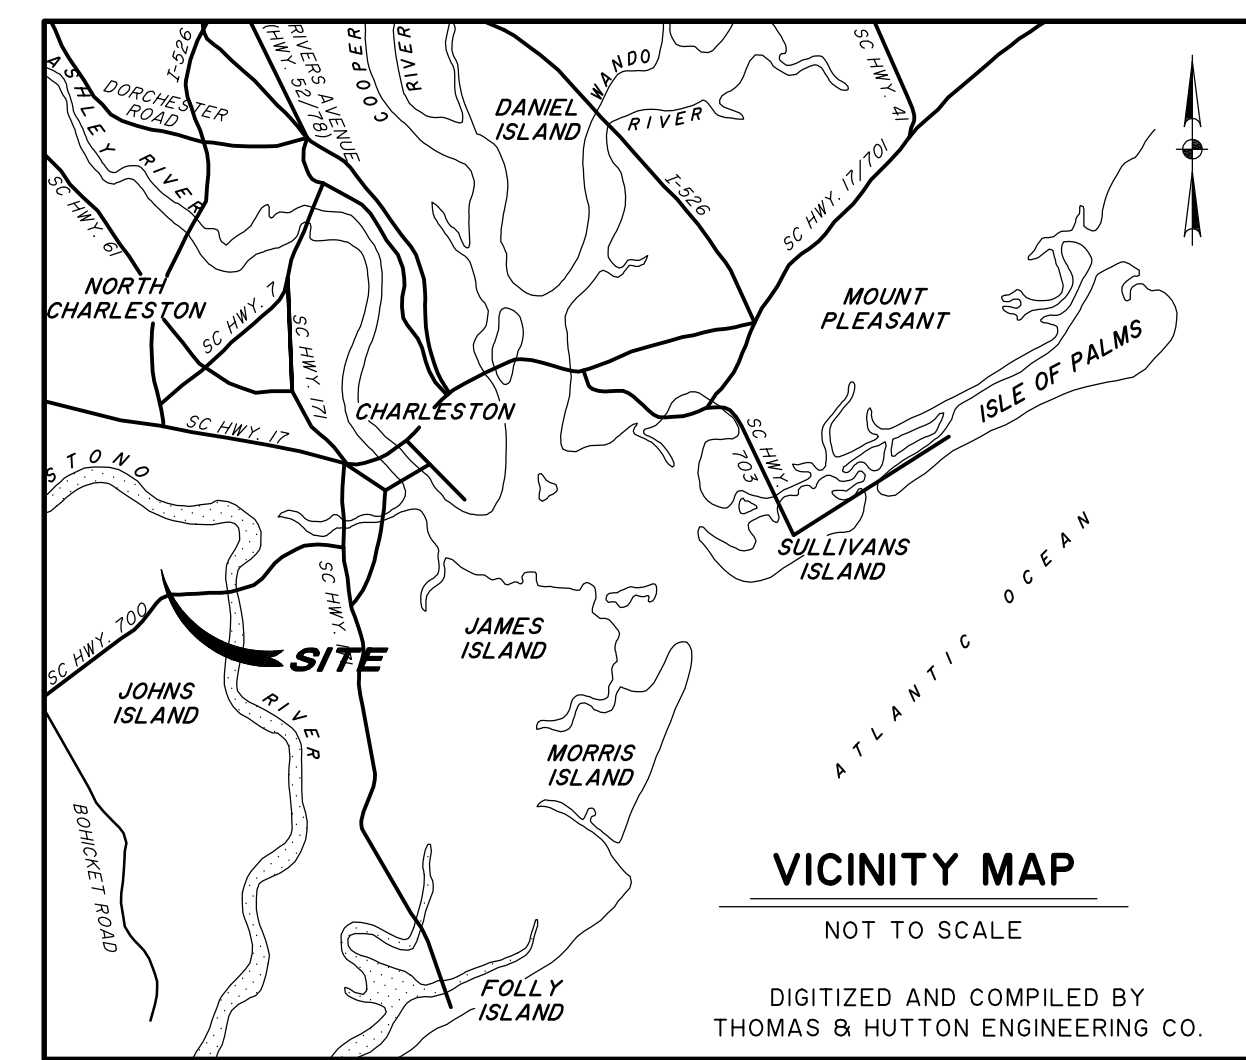 ASHLEY RIVER
I-526
DORCHESTER
ROAD
RIVERS AVENUE
(HWY. 52/78)
COOPER
RIVER
DANIEL
ISLAND
WANDO
RIVER
SC HWY. 41
SC HWY. 17/701
I-526
SC HWY. 61
NORTH
CHARLESTON
SC HWY. 7
SC HWY. 171
MOUNT
PLEASANT
ISLE OF PALMS
CHARLESTON
SC HWY. 17
SC HWY.
703
STONO
RIVER
SULLIVANS
ISLAND
ATLANTIC OCEAN
SC HWY. 700
SC HWY.
SITE
JAMES
ISLAND
JOHNS
ISLAND
MORRIS
ISLAND
BOHICKET ROAD
FOLLY
ISLAND
VICINITY MAP
NOT TO SCALE
DIGITIZED AND COMPILED BY
THOMAS & HUTTON ENGINEERING CO.